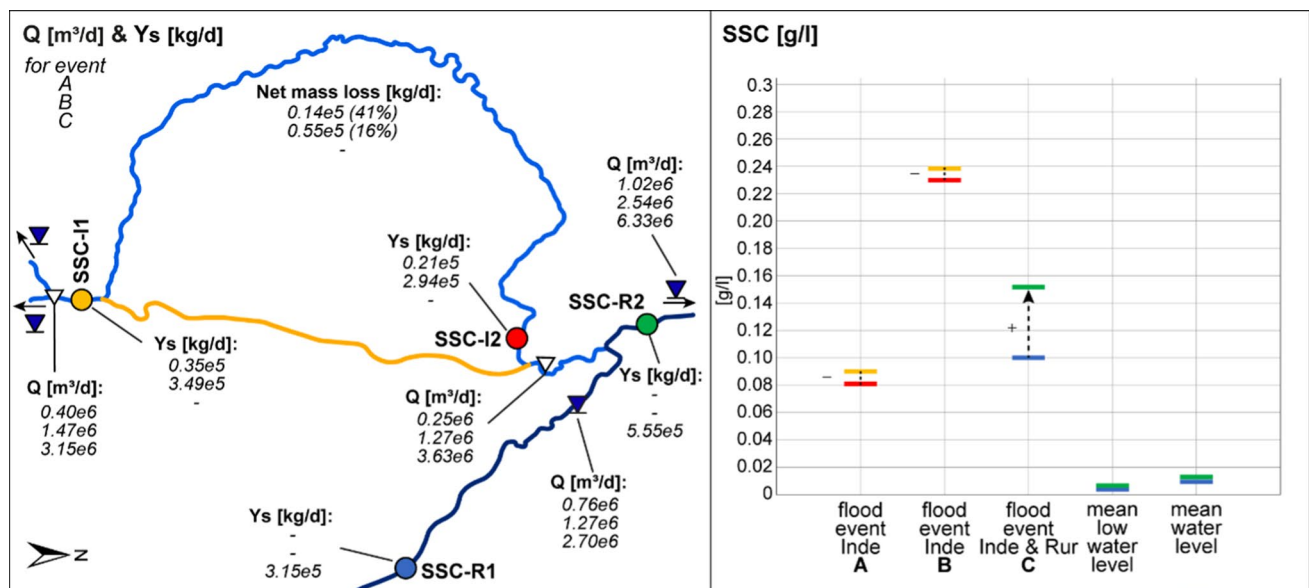 Q [m³/d] & Ys [kg/d]
for event
A
B
C
Net mass loss [kg/d]:
0.14e5 (41%)
0.55e5 (16%)
-
Q [m³/d]:
1.02e6
2.54e6
6.33e6
SSC-I1
Ys [kg/d]:
0.21e5
2.94e5
-
SSC-R2
SSC-I2
Ys [kg/d]:
0.35e5
3.49e5
-
Q [m³/d]:
0.40e6
1.47e6
3.15e6
Q [m³/d]:
0.25e6
1.27e6
3.63e6
Ys [kg/d]:
-
-
5.55e5
Q [m³/d]:
0.76e6
1.27e6
2.70e6
Ys [kg/d]:
-
-
3.15e5
SSC-R1
N
SSC [g/l]
0.3
0.28
0.26
0.24
0.22
0.20
0.18
0.16
[g/l]
0.14
0.12
0.10
0.08
0.06
0.04
0.02
0
−
−
+
flood
event
Inde
A
flood
event
Inde
B
flood
event
Inde & Rur
C
mean
low
water
level
mean
water
level